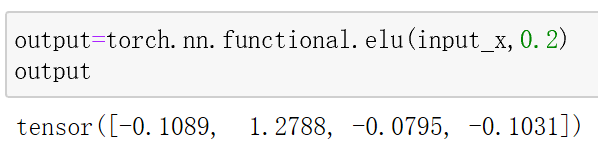 output=torch.nn.functional.elu(input_x,0.2)
output
tensor([-0.1089,  1.2788, -0.0795, -0.1031])